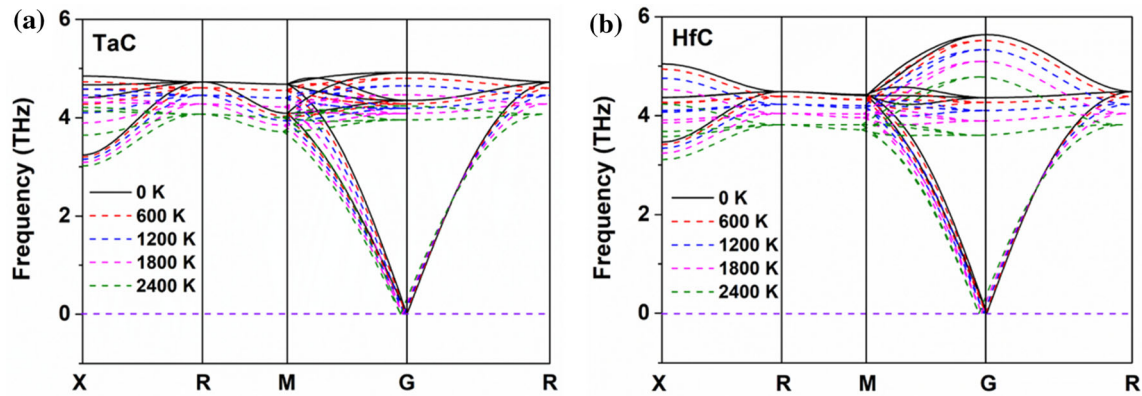 (a)
TaC
Frequency (THz)
6
4
2
0
0 K
600 K
1200 K
1800 K
2400 K
X R M G R
(b)
HfC
Frequency (THz)
6
4
2
0
0 K
600 K
1200 K
1800 K
2400 K
X R M G R